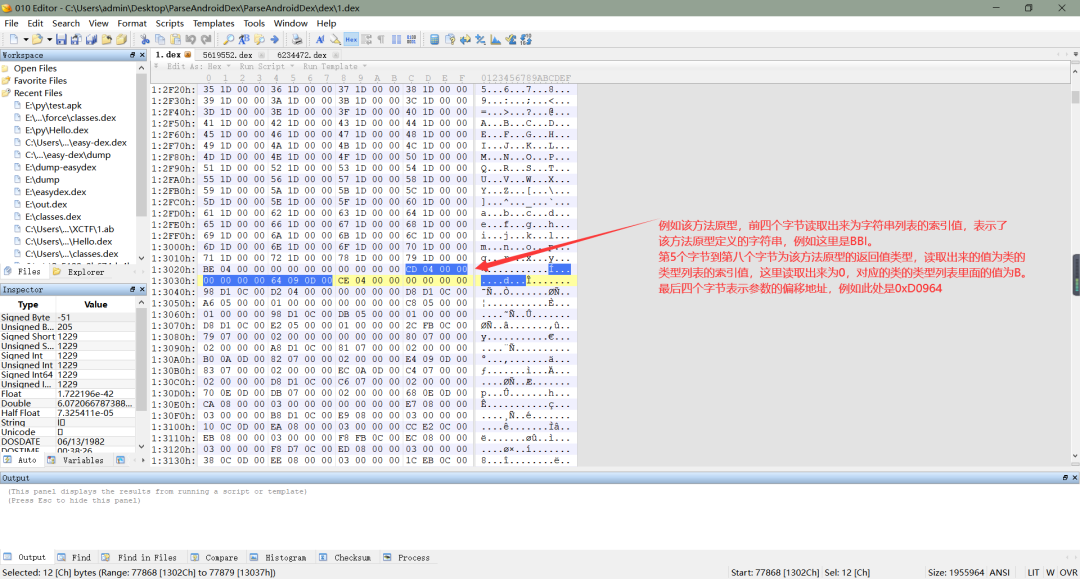 010 Editor - C:\Users\admin\Desktop\ParseAndroidDex\ParseAndroidDex\dex\1.dex
File Edit Search View Format Scripts Templates Tools Window Help
Workspace
Open Files
Favorite Files
Recent Files
E:\py\test.apk
E:\...\force\classes.dex
E:\py\Hello.dex
C:\Users\...\easy-dex.dex
C:\...\easy-dex\dump
E:\dump-easydex
E:\dump
E:\easydex.dex
E:\out.dex
E:\classes.dex
C:\Users\...\XCTF\1.ab
C:\Users\...\Hello.dex
C:\Users\...\classes.dex
Files Explorer
Inspector
Type Value
Signed Byte -51
Unsigned B... 205
Signed Short 1229
Unsigned S... 1229
Signed Int 1229
Unsigned Int 1229
Signed Int64 1229
Unsigned I... 1229
Float 1.722196e-42
Double 6.072066787388...
Half Float 7.325411e-05
String
Unicode
DOSDATE 06/13/1982
DOSTIME 00:38:26
Auto Variables
1.dex 5619552.dex 6234472.dex
Edit As: Hex Run Script Run Template
0 1 2 3 4 5 6 7 8 9 A B C D E F 0123456789ABCDEF
1:2F20h: 35 1D 00 00 36 1D 00 00 37 1D 00 00 38 1D 00 00 5...6...7...8...
1:2F30h: 39 1D 00 00 3A 1D 00 00 3B 1D 00 00 3C 1D 00 00 9...:...;...<...
1:2F40h: 3D 1D 00 00 3E 1D 00 00 3F 1D 00 00 40 1D 00 00 =...>...?...@...
1:2F50h: 41 1D 00 00 42 1D 00 00 43 1D 00 00 44 1D 00 00 A...B...C...D...
1:2F60h: 45 1D 00 00 46 1D 00 00 47 1D 00 00 48 1D 00 00 E...F...G...H...
1:2F70h: 49 1D 00 00 4A 1D 00 00 4B 1D 00 00 4C 1D 00 00 I...J...K...L...
1:2F80h: 4D 1D 00 00 4E 1D 00 00 4F 1D 00 00 50 1D 00 00 M...N...O...P...
1:2F90h: 51 1D 00 00 52 1D 00 00 53 1D 00 00 54 1D 00 00 Q...R...S...T...
1:2FA0h: 55 1D 00 00 56 1D 00 00 57 1D 00 00 58 1D 00 00 U...V...W...X...
1:2FB0h: 59 1D 00 00 5A 1D 00 00 5B 1D 00 00 5C 1D 00 00 Y...Z...[...\...
1:2FC0h: 5D 1D 00 00 5E 1D 00 00 5F 1D 00 00 60 1D 00 00 ]...^..._...`...
1:2FD0h: 61 1D 00 00 62 1D 00 00 63 1D 00 00 64 1D 00 00 a...b...c...d...
1:2FE0h: 65 1D 00 00 66 1D 00 00 67 1D 00 00 68 1D 00 00 e...f...g...h...
1:2FF0h: 69 1D 00 00 6A 1D 00 00 6B 1D 00 00 6C 1D 00 00 i...j...k...l...
1:3000h: 6D 1D 00 00 6E 1D 00 00 6F 1D 00 00 70 1D 00 00 m...n...o...p...
1:3010h: 71 1D 00 00 72 1D 00 00 78 1D 00 00 79 1D 00 00 q...r...x...y...
1:3020h: BE 04 00 00 00 00 00 00 00 00 00 00 CD 04 00 00
1:3030h: 00 00 00 00 64 09 0D 00 CE 04 00 00 00 00 00 00
1:3040h: 98 D1 0C 00 D2 04 00 00 00 00 00 00 D8 D1 0C 00
1:3050h: A6 05 00 00 01 00 00 00 00 00 00 00 C8 05 00 00
1:3060h: 01 00 00 00 98 D1 0C 00 DB 05 00 00 01 00 00 00
1:3070h: D8 D1 0C 00 E2 05 00 00 01 00 00 00 2C FB 0C 00
1:3080h: 79 07 00 00 02 00 00 00 00 00 00 00 80 07 00 00
1:3090h: 02 00 00 00 A8 D1 0C 00 81 07 00 00 02 00 00 00
1:30A0h: B0 0A 0D 00 82 07 00 00 02 00 00 00 E4 09 0D 00
1:30B0h: 83 07 00 00 02 00 00 00 EC 0A 0D 00 C4 07 00 00
1:30C0h: 02 00 00 00 D8 D1 0C 00 C6 07 00 00 02 00 00 00
1:30D0h: 70 0E 0D 00 DB 07 00 00 02 00 00 00 68 0E 0D 00
1:30E0h: CA 08 00 00 03 00 00 00 00 00 00 00 E7 08 00 00
1:30F0h: 03 00 00 00 B8 D1 0C 00 E9 08 00 00 03 00 00 00
1:3100h: 10 0C 0D 00 EA 08 00 00 03 00 00 00 CC E2 0C 00
1:3110h: EB 08 00 00 03 00 00 00 F8 FB 0C 00 EC 08 00 00
1:3120h: 03 00 00 00 F8 D7 0C 00 ED 08 00 00 03 00 00 00
1:3130h: 38 0C 0D 00 EE 08 00 00 03 00 00 00 1C EB 0C 00
例如该方法原型，前四个字节读取出来为字符串列表的索引值，表示了
该方法原型定义的字符串，例如这里是BBI。
第5个字节到第八个字节为该方法原型的返回值类型，读取出来的值为类的
类型列表的索引值，这里读取出来为0，对应的类的类型列表里面的值为B。
最后四个字节表示参数的偏移地址，例如此处是0xD0964
Output
(This panel displays the results from running a script or template)
(Press Esc to hide this panel)
Output Find Find in Files Compare Histogram Checksum Process
Selected: 12 [Ch] bytes (Range: 77868 [1302Ch] to 77879 [13037h]) Start: 77868 [1302Ch] Sel: 12 [Ch] Size: 1955964 ANSI LIT W OVR